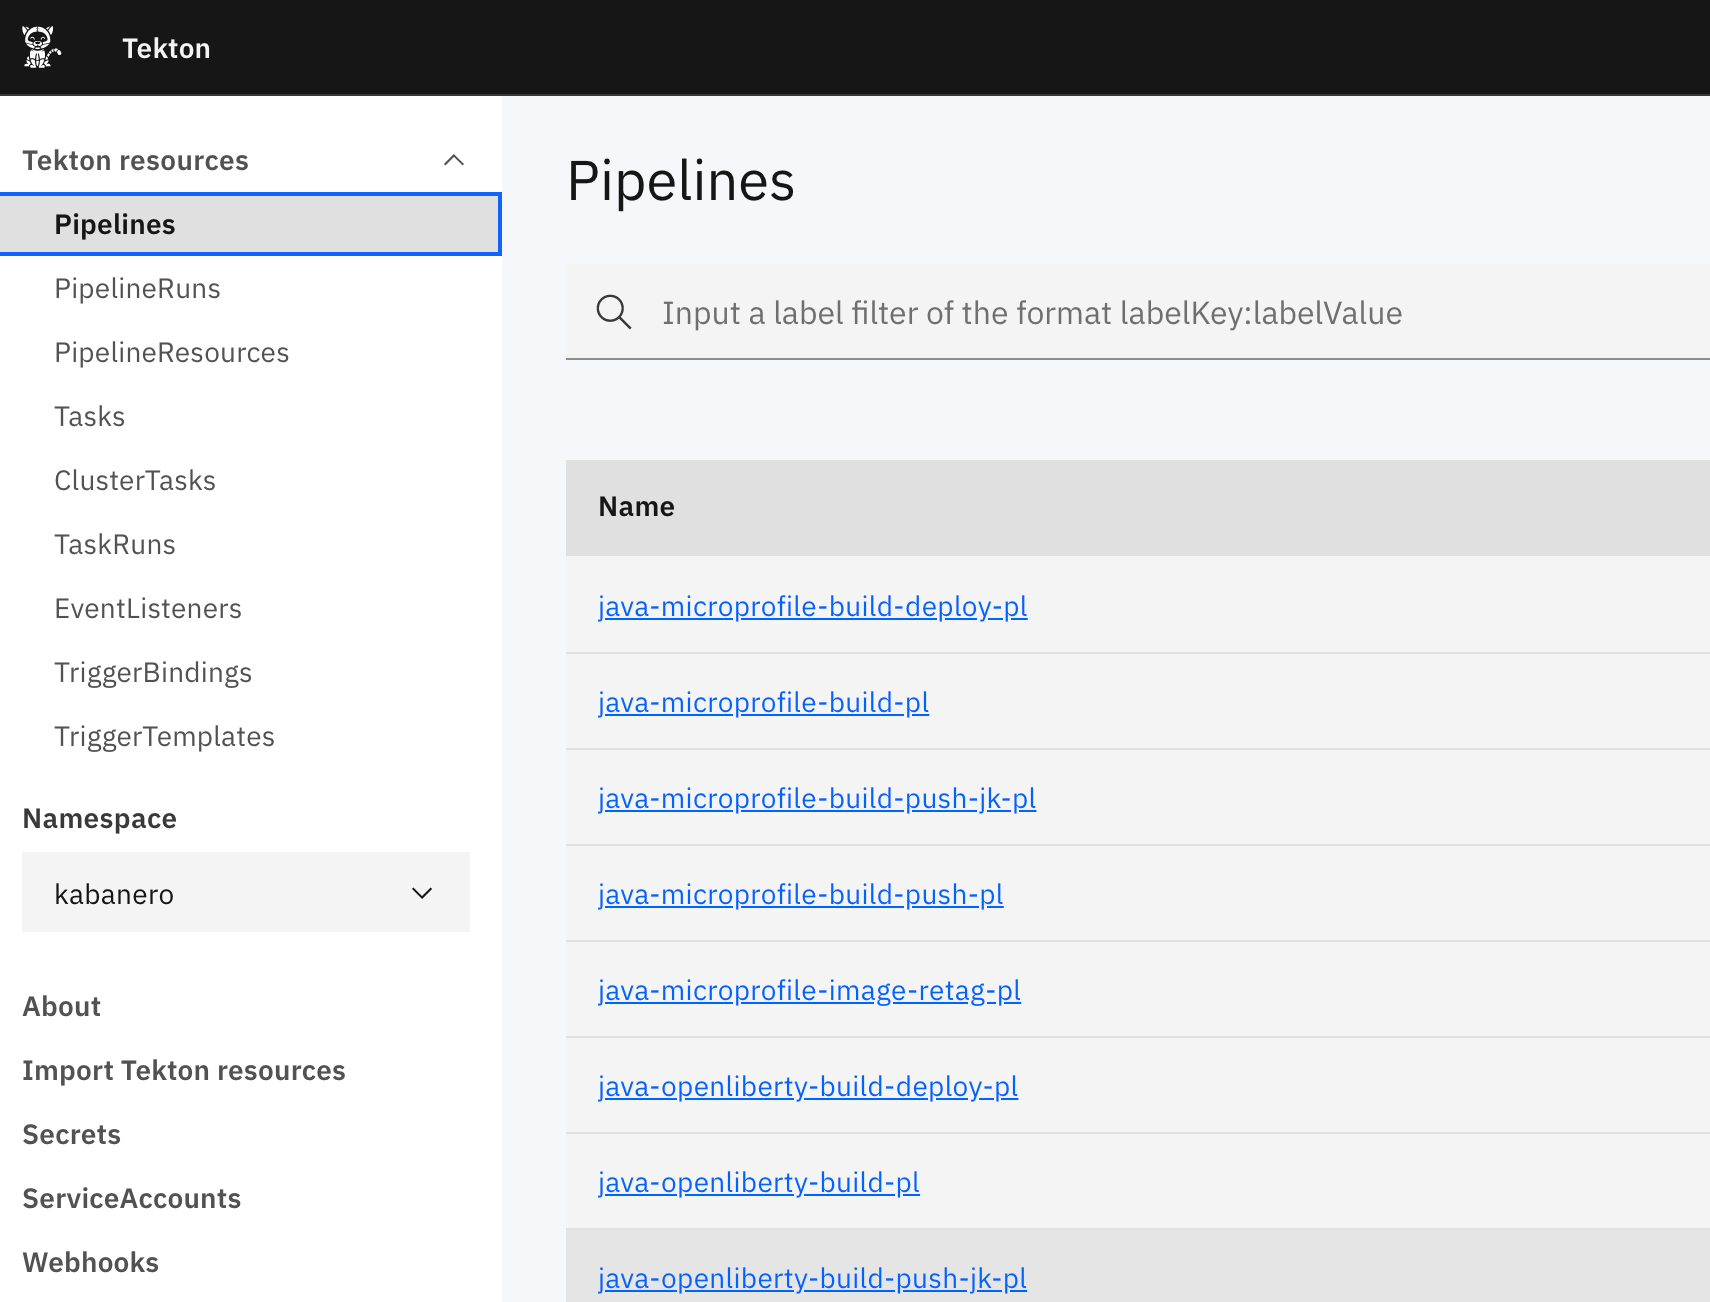 Tekton
Tekton resources
Pipelines
PipelineRuns
PipelineResources
Tasks
ClusterTasks
TaskRuns
EventListeners
TriggerBindings
TriggerTemplates
Namespace
kabanero
About
Import Tekton resources
Secrets
ServiceAccounts
Webhooks
Pipelines
Input a label filter of the format labelKey:labelValue
Name
java-microprofile-build-deploy-pl
java-microprofile-build-pl
java-microprofile-build-push-jk-pl
java-microprofile-build-push-pl
java-microprofile-image-retag-pl
java-openliberty-build-deploy-pl
java-openliberty-build-pl
java-openliberty-build-push-jk-pl